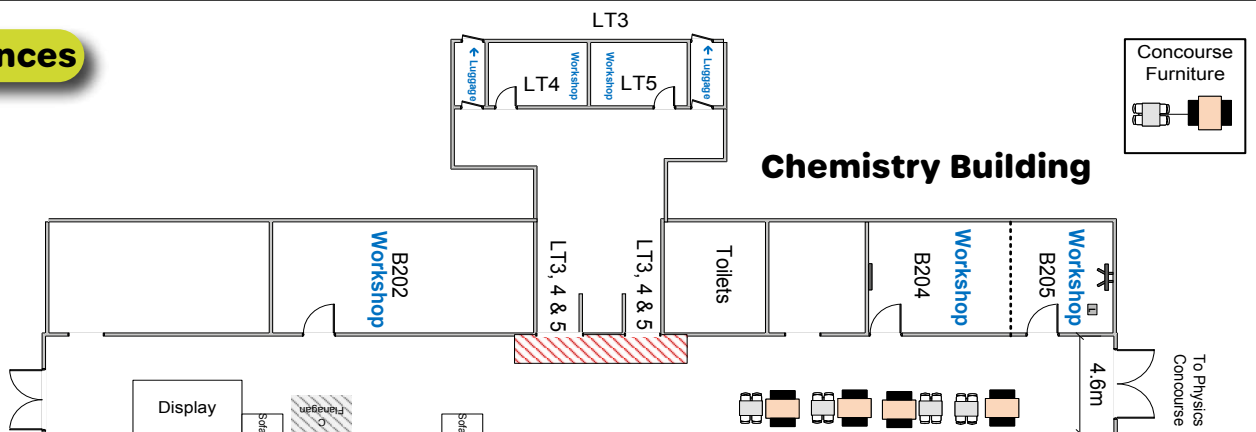 LT3
nces
← Luggage
LT4
Workshop
Workshop
LT5
← Luggage
Concourse
Furniture
Chemistry Building
B202
Workshop
LT3, 4 & 5
LT3, 4 & 5
Toilets
B204
Workshop
B205
Workshop
4.6m
To Physics
Concourse
Display
Sofa
C
Flanagan
Sofa